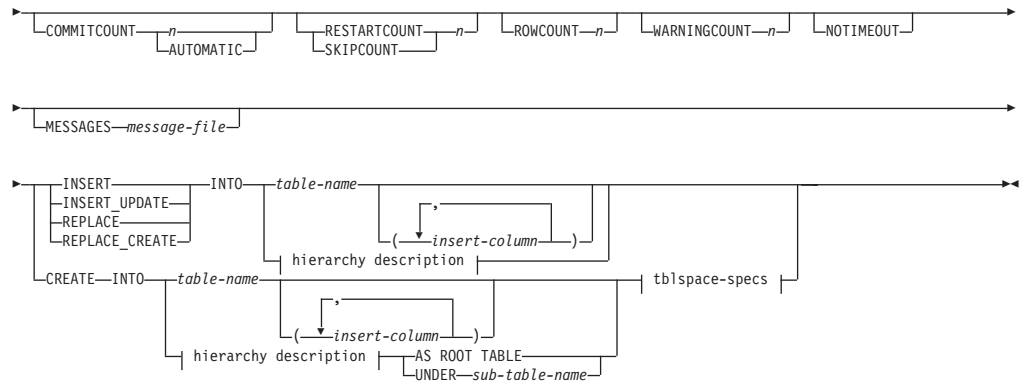 COMMITCOUNT n RESTARTCOUNT n ROWCOUNT n WARNINGCOUNT n NOTIMEOUT
AUTOMATIC SKIPCOUNT
MESSAGES message-file
INSERT INTO table-name
INSERT_UPDATE ,
REPLACE
REPLACE_CREATE ( insert-column )
hierarchy description
CREATE INTO table-name tblspace-specs
,
( insert-column )
hierarchy description AS ROOT TABLE
UNDER sub-table-name